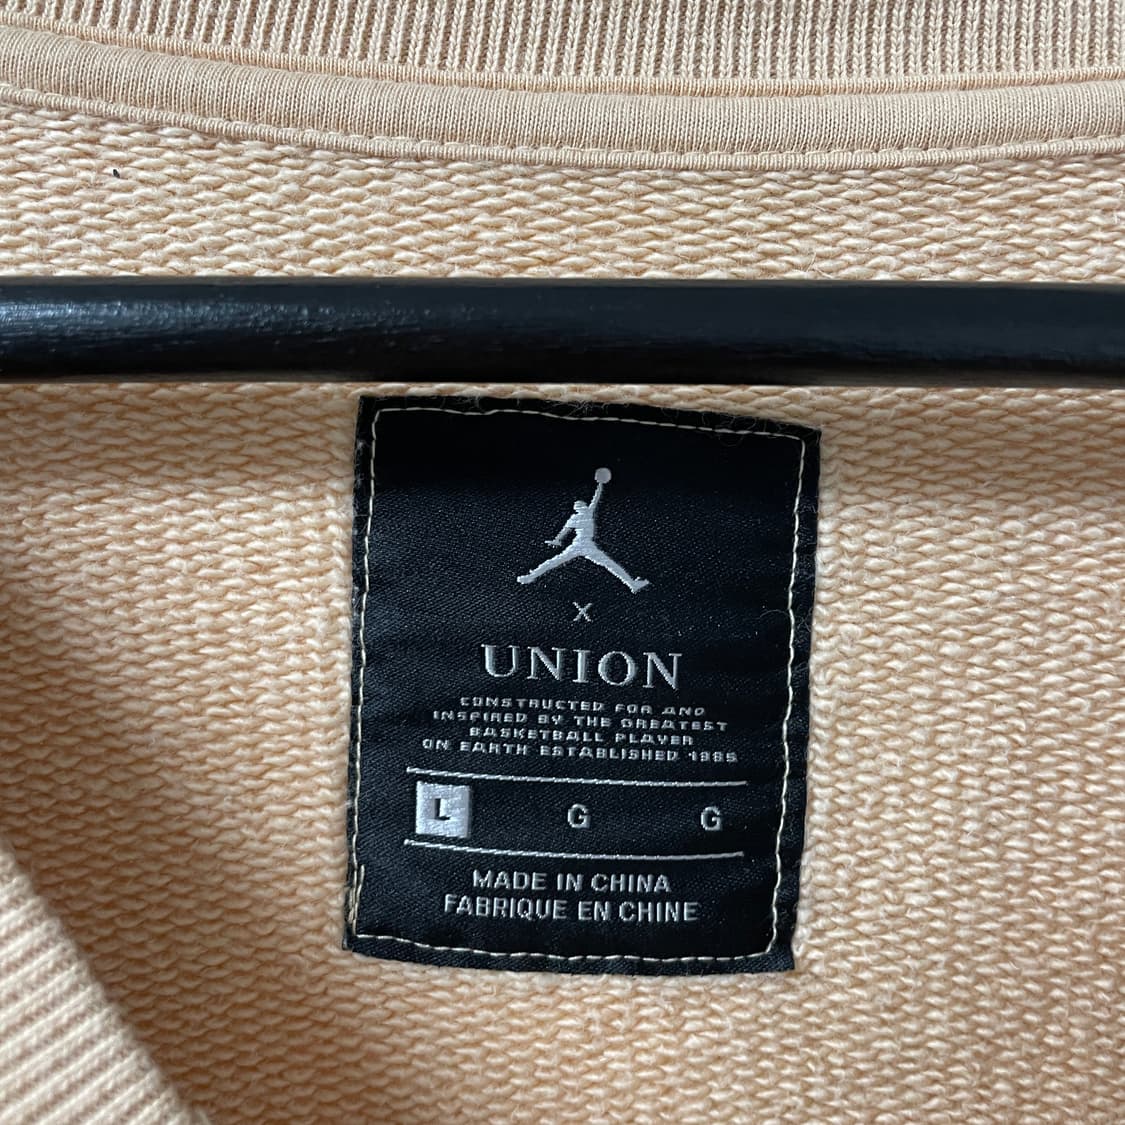 X
UNION
CONSTRUCTED FOR AND
INSPIRED BY THE GREATEST
BASKETBALL PLAYER
ON EARTH ESTABLISHED 1985
L G G
MADE IN CHINA
FABRIQUE EN CHINE